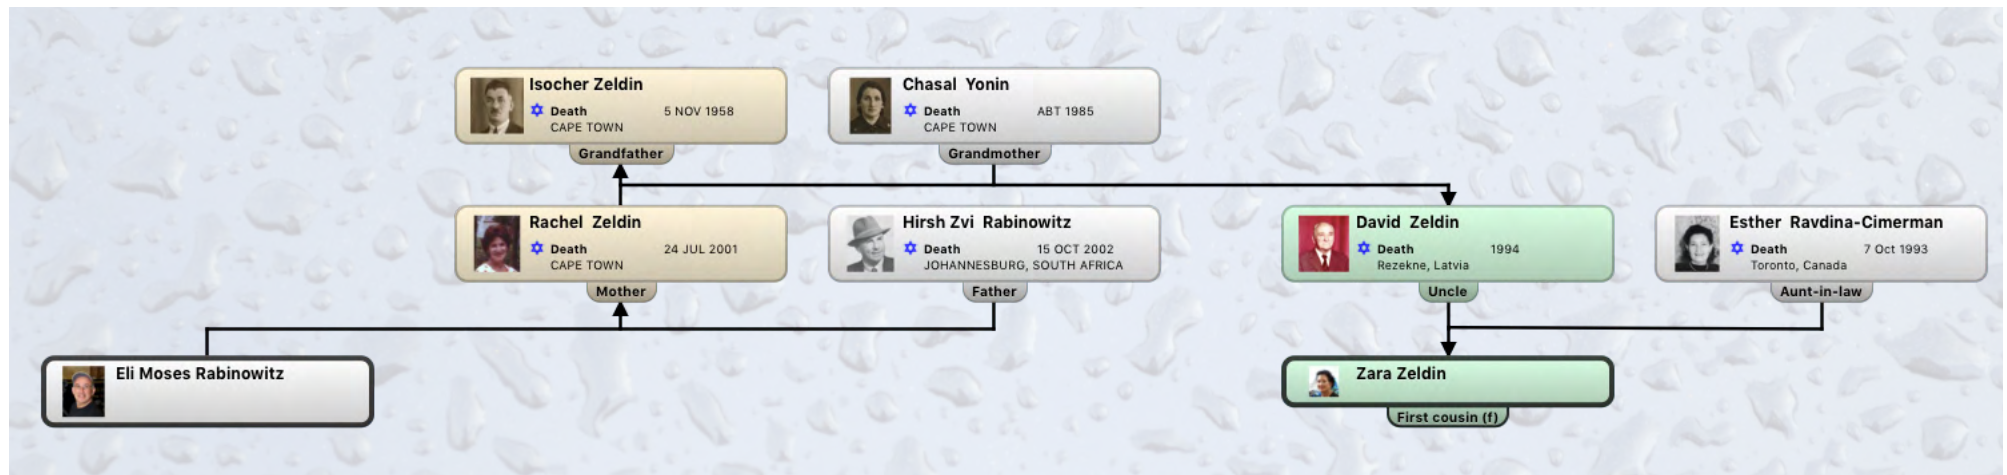 Isocher Zeldin
Death 5 NOV 1958
CAPE TOWN
Grandfather
Chasal Yonin
Death ABT 1985
CAPE TOWN
Grandmother
Rachel Zeldin
Death 24 JUL 2001
CAPE TOWN
Mother
Hirsh Zvi Rabinowitz
Death 15 OCT 2002
JOHANNESBURG, SOUTH AFRICA
Father
David Zeldin
Death 1994
Rezekne, Latvia
Uncle
Esther Ravdina-Cimerman
Death 7 Oct 1993
Toronto, Canada
Aunt-in-law
Eli Moses Rabinowitz
Zara Zeldin
First cousin (f)